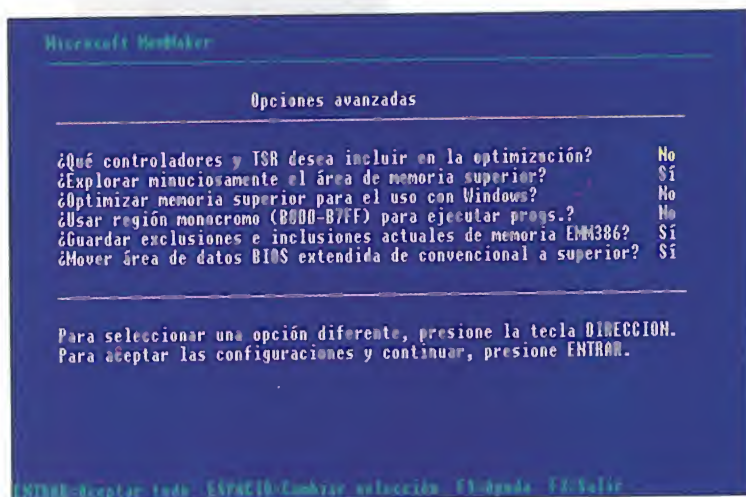 Microsoft MemMaker
Opciones avanzadas
¿Qué controladores y TSR desea incluir en la optimización? No
¿Explorar minuciosamente el área de memoria superior? Sí
¿Optimizar memoria superior para el uso con Windows? No
¿Usar región monocromo (B000-B7FF) para ejecutar progs.? No
¿Guardar exclusiones e inclusiones actuales de memoria EMM386? Sí
¿Mover área de datos BIOS extendida de convencional a superior? Sí
Para seleccionar una opción diferente, presione la tecla DIRECCION.
Para aceptar las configuraciones y continuar, presione ENTRAR.
ENTRAR=Aceptar todo ESPACIO=Cambiar selección F1=Ayuda F3=Salir